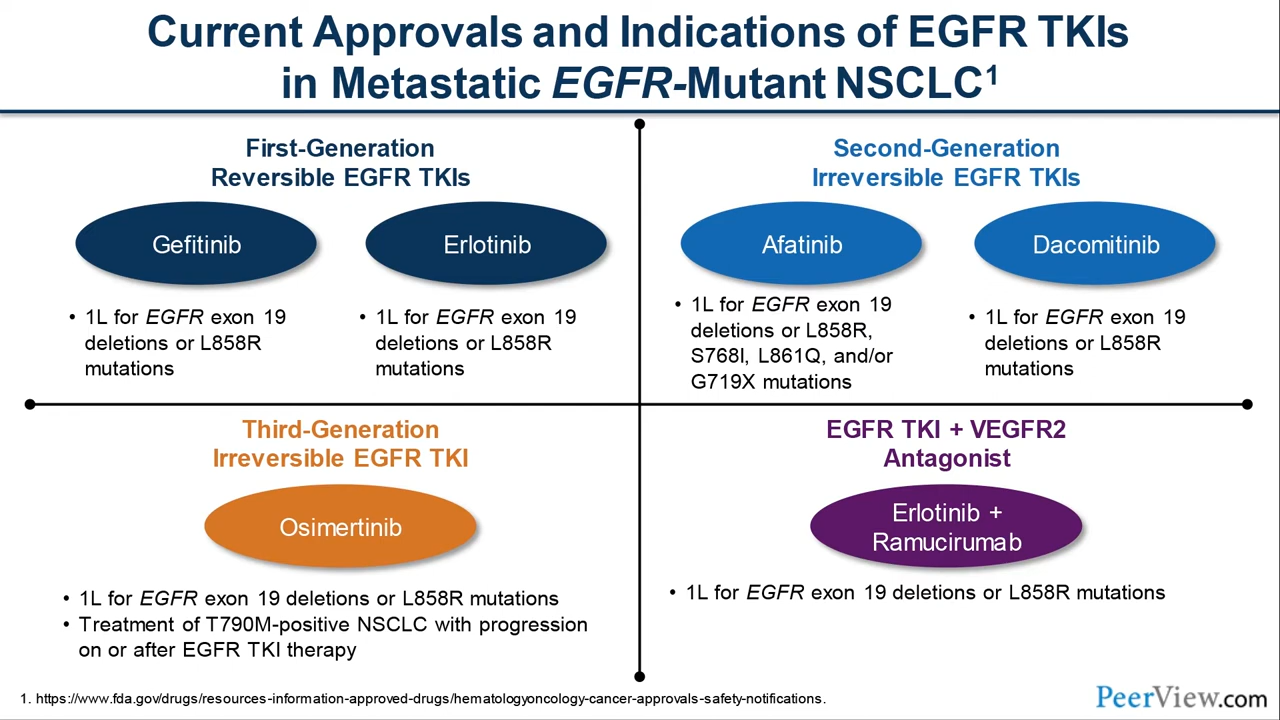 Current Approvals and Indications of EGFR TKIs
in Metastatic EGFR-Mutant NSCLC1
First-Generation
Reversible EGFR TKIs
Gefitinib
Erlotinib
• 1L for EGFR exon 19
deletions or L858R
mutations
• 1L for EGFR exon 19
deletions or L858R
mutations
Second-Generation
Irreversible EGFR TKIs
Afatinib
Dacomitinib
• 1L for EGFR exon 19
deletions or L858R,
S768I, L861Q, and/or
G719X mutations
• 1L for EGFR exon 19
deletions or L858R
mutations
Third-Generation
Irreversible EGFR TKI
Osimertinib
• 1L for EGFR exon 19 deletions or L858R mutations
• Treatment of T790M-positive NSCLC with progression
on or after EGFR TKI therapy
EGFR TKI + VEGFR2
Antagonist
Erlotinib +
Ramucirumab
• 1L for EGFR exon 19 deletions or L858R mutations
1. https://www.fda.gov/drugs/resources-information-approved-drugs/hematologyoncology-cancer-approvals-safety-notifications.
PeerView.com